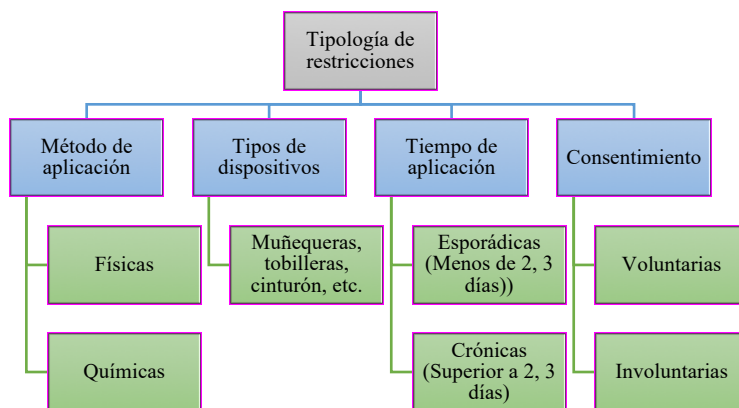 Tipología de
restricciones
Método de
aplicación
Tipos de
dispositivos
Tiempo de
aplicación
Consentimiento
Físicas
Muñequeras,
tobilleras,
cinturón, etc.
Esporádicas
(Menos de 2, 3
días))
Voluntarias
Químicas
Crónicas
(Superior a 2, 3
días)
Involuntarias